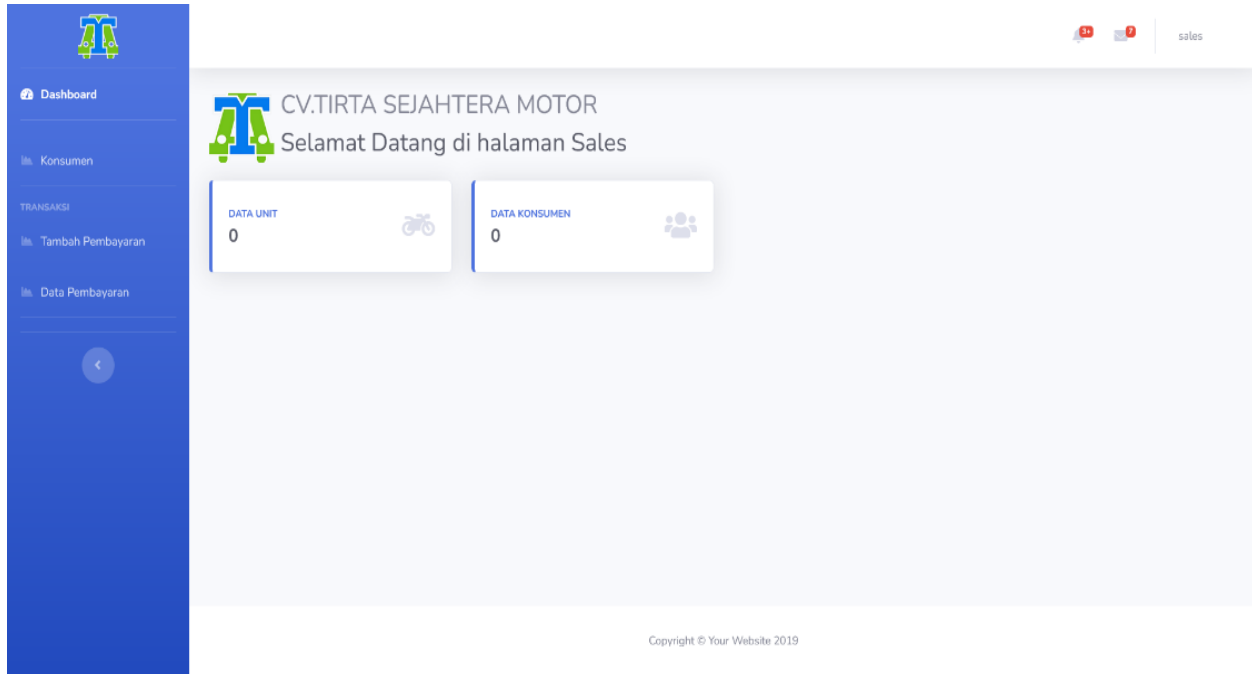 3+
7
sales
Dashboard
Konsumen
TRANSAKSI
Tambah Pembayaran
Data Pembayaran
CV.TIRTA SEJAHTERA MOTOR
Selamat Datang di halaman Sales
DATA UNIT
0
DATA KONSUMEN
0
Copyright © Your Website 2019